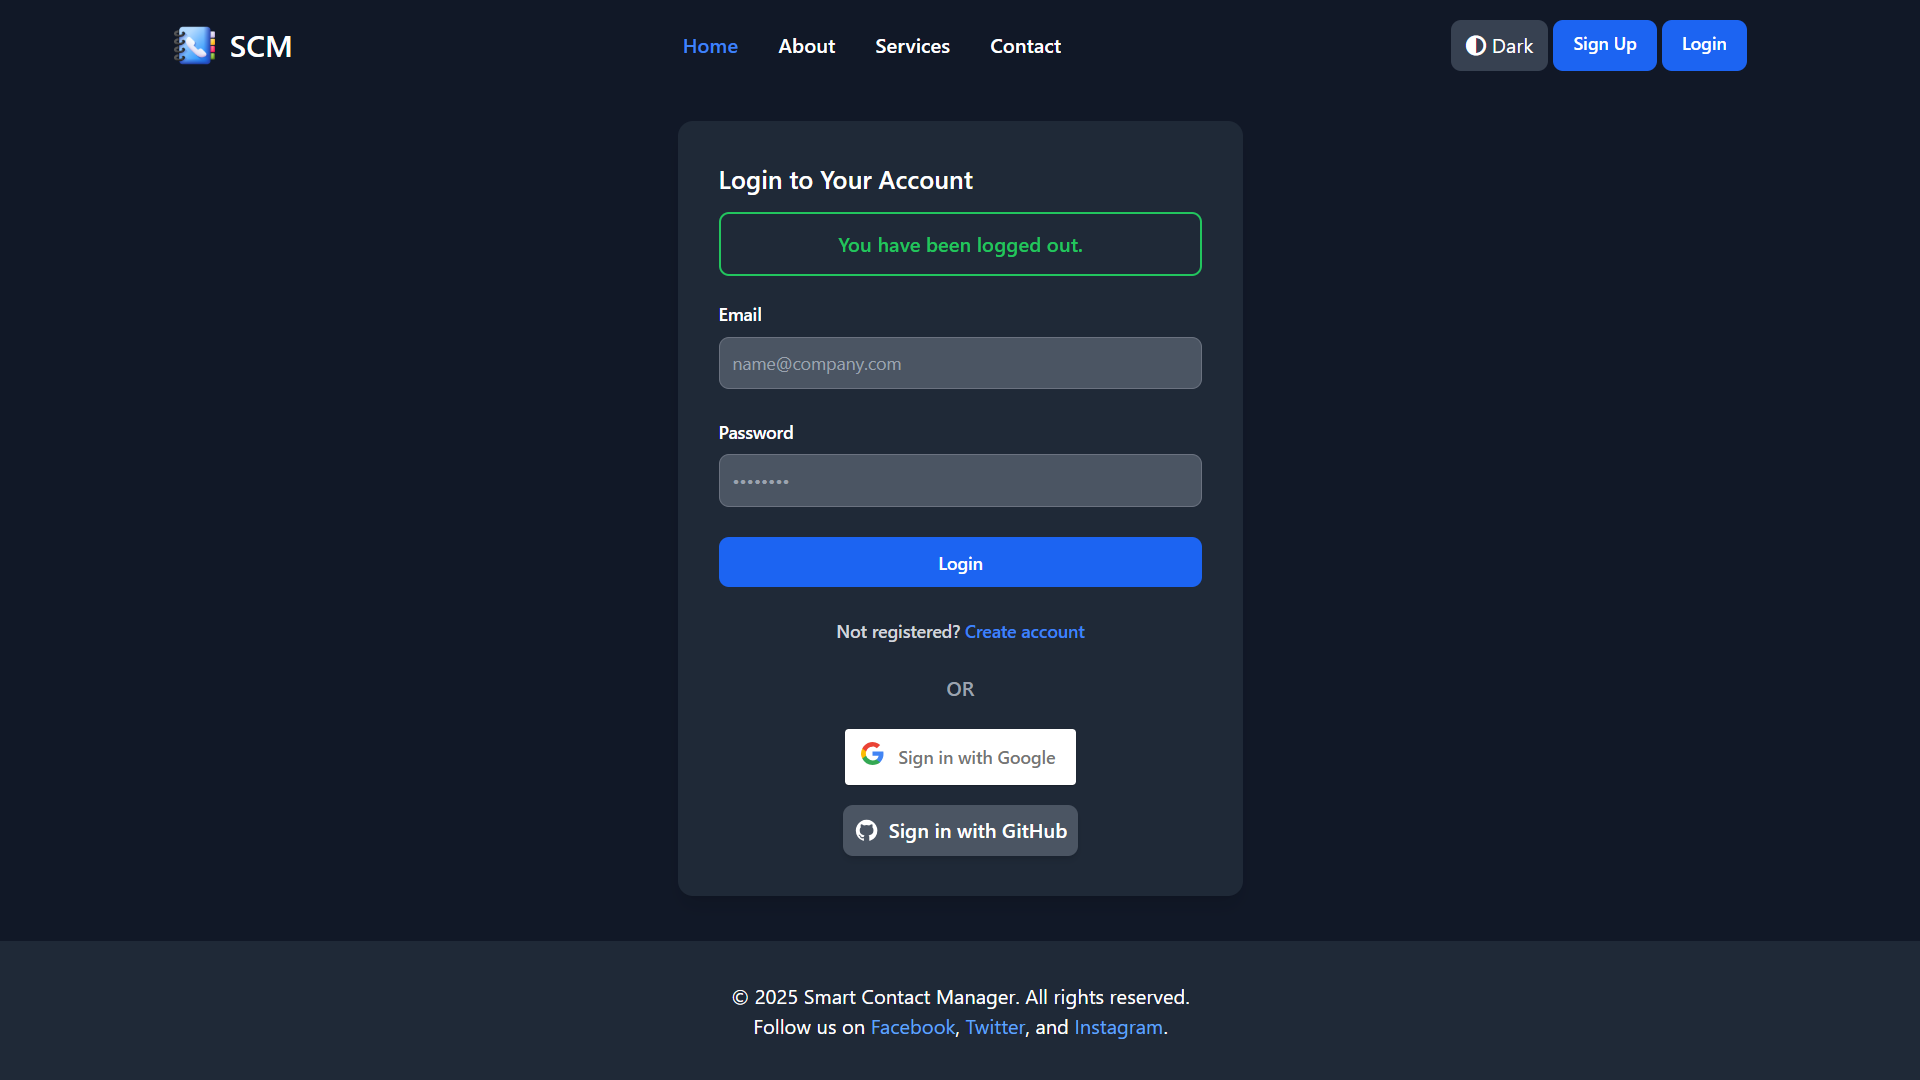 SCM
Home About Services Contact
Dark Sign Up Login
Login to Your Account
You have been logged out.
Email
name@company.com
Password
••••••••
Login
Not registered? Create account
OR
Sign in with Google
Sign in with GitHub
© 2025 Smart Contact Manager. All rights reserved.
Follow us on Facebook, Twitter, and Instagram.